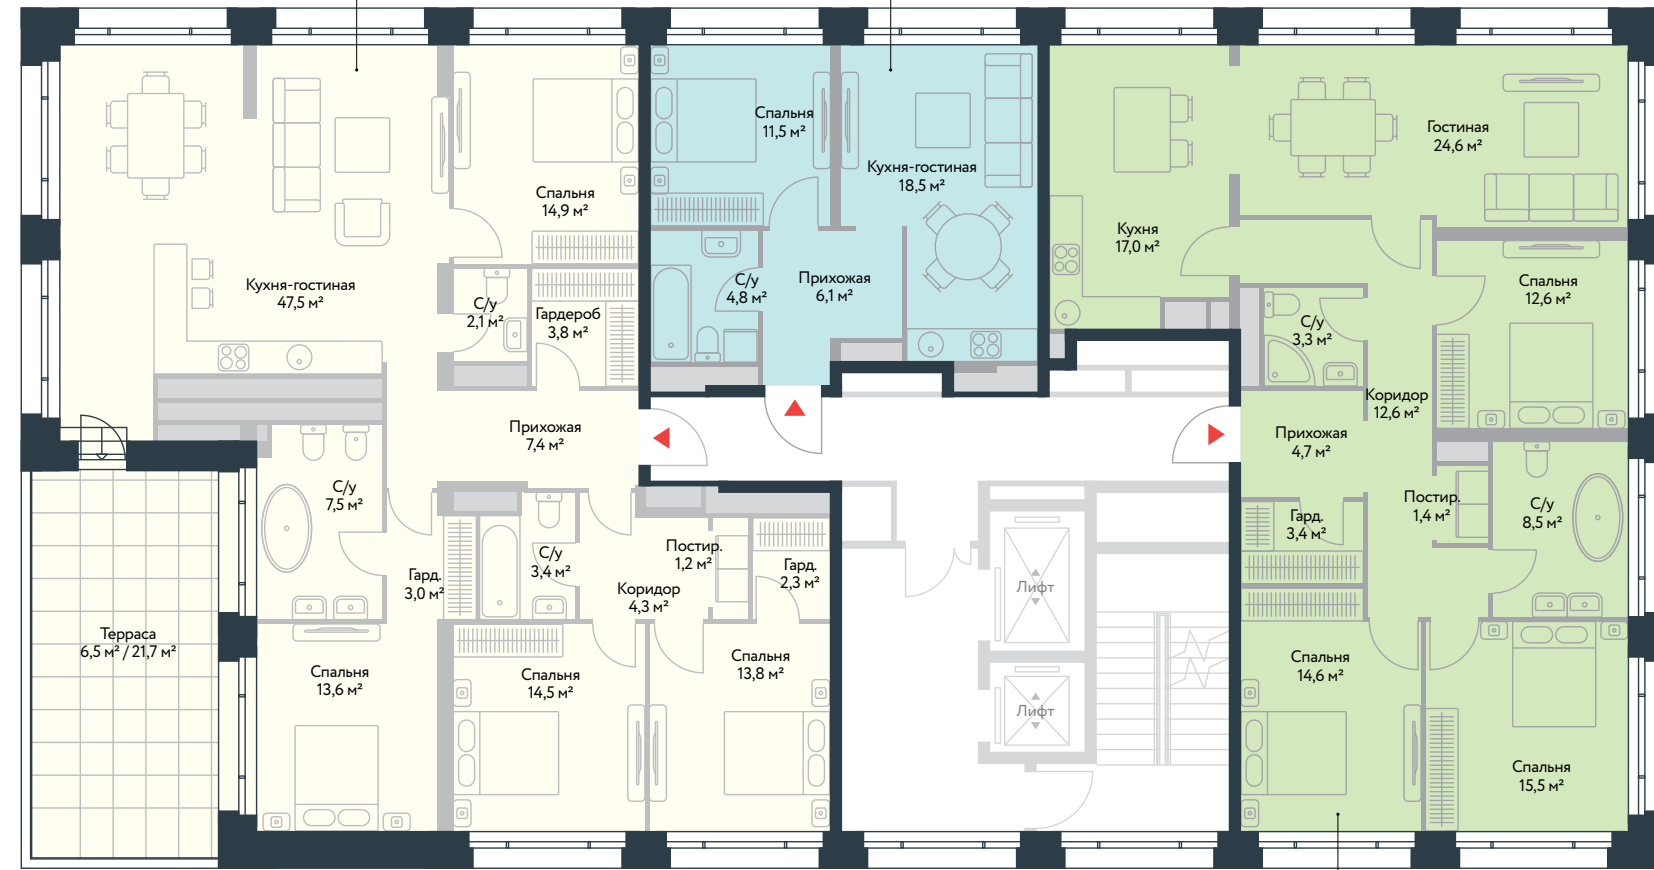 Спальня
14,9 м²
Кухня-гостиная
47,5 м²
С/у
2,1 м²
Гардероб
3,8 м²
Прихожая
7,4 м²
С/у
7,5 м²
Гард.
3,0 м²
С/у
3,4 м²
Коридор
4,3 м²
Постир.
1,2 м²
Гард.
2,3 м²
Терраса
6,5 м² / 21,7 м²
Спальня
13,6 м²
Спальня
14,5 м²
Спальня
13,8 м²
Спальня
11,5 м²
Кухня-гостиная
18,5 м²
С/у
4,8 м²
Прихожая
6,1 м²
Лифт
Лифт
Кухня
17,0 м²
Гостиная
24,6 м²
Спальня
12,6 м²
С/у
3,3 м²
Коридор
12,6 м²
Прихожая
4,7 м²
Гард.
3,4 м²
Постир.
1,4 м²
С/у
8,5 м²
Спальня
14,6 м²
Спальня
15,5 м²